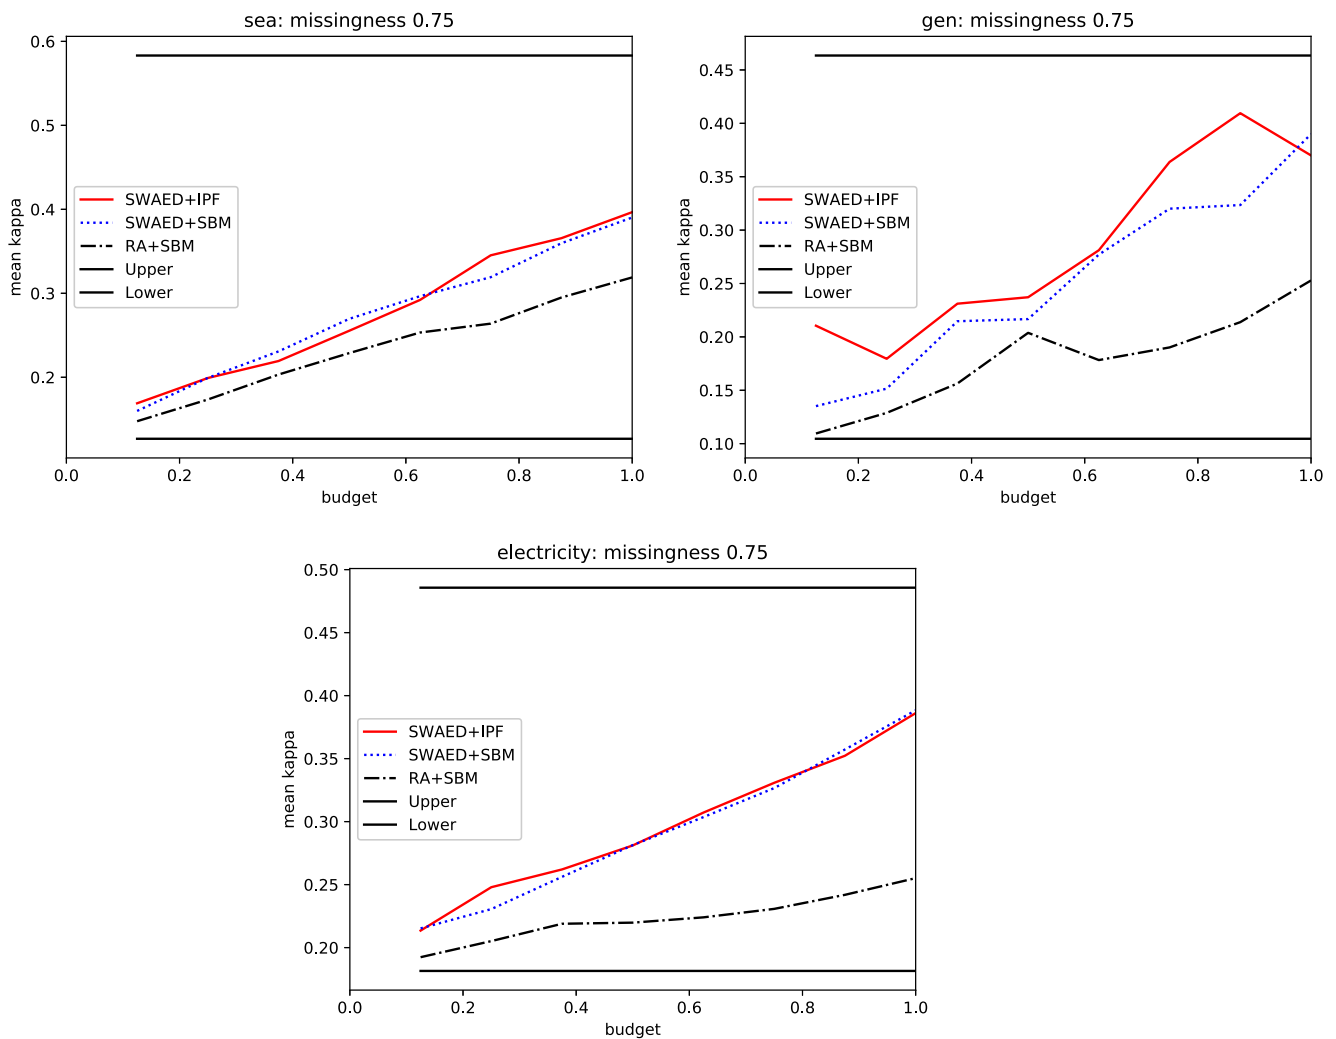 sea: missingness 0.75
0.6
0.5
0.4
0.3
0.2
mean kappa
SWAED+IPF
SWAED+SBM
RA+SBM
Upper
Lower
0.0 0.2 0.4 0.6 0.8 1.0
budget
gen: missingness 0.75
0.45
0.40
0.35
0.30
0.25
0.20
0.15
0.10
mean kappa
SWAED+IPF
SWAED+SBM
RA+SBM
Upper
Lower
0.0 0.2 0.4 0.6 0.8 1.0
budget
electricity: missingness 0.75
0.50
0.45
0.40
0.35
0.30
0.25
0.20
mean kappa
SWAED+IPF
SWAED+SBM
RA+SBM
Upper
Lower
0.0 0.2 0.4 0.6 0.8 1.0
budget